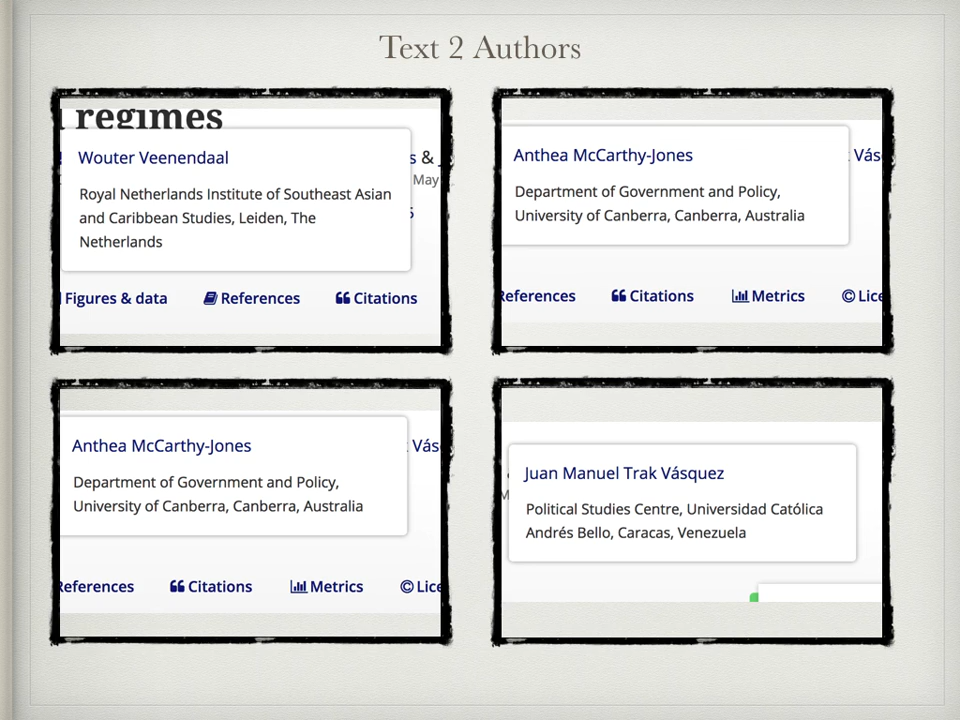 Text 2 Authors
regimes
Wouter Veenendaal
s &
Royal Netherlands Institute of Southeast Asian
May
and Caribbean Studies, Leiden, The
Netherlands
Figures & data
References
Citations
Anthea McCarthy-Jones
Vás
Department of Government and Policy,
University of Canberra, Canberra, Australia
References
Citations
Metrics
Lice
Anthea McCarthy-Jones
Vás
Department of Government and Policy,
University of Canberra, Canberra, Australia
References
Citations
Metrics
Lice
Juan Manuel Trak Vásquez
Political Studies Centre, Universidad Católica
Andrés Bello, Caracas, Venezuela